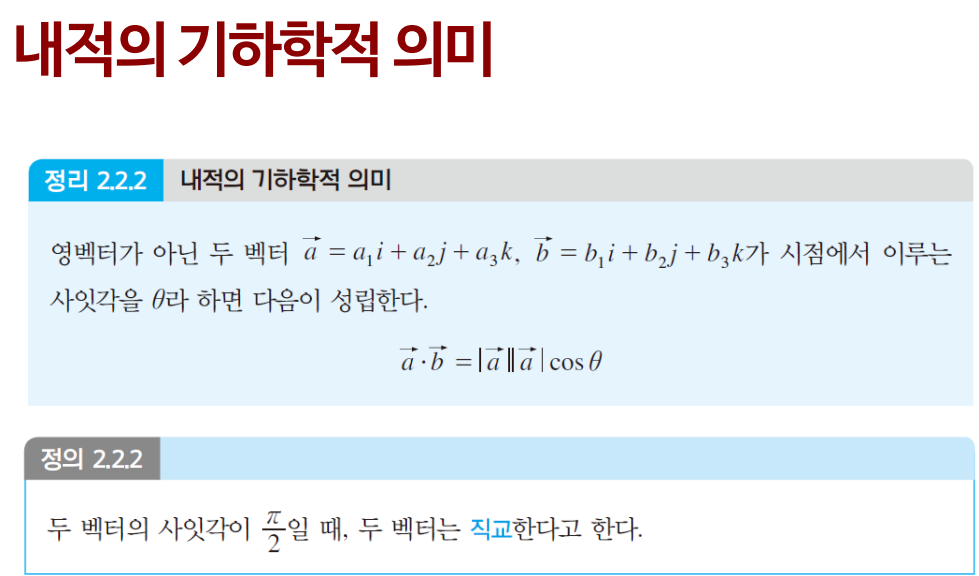 내적의 기하학적 의미
정리 2.2.2 내적의 기하학적 의미
영벡터가 아닌 두 벡터 $\vec{a} = a_1 i + a_2 j + a_3 k$, $\vec{b} = b_1 i + b_2 j + b_3 k$가 시점에서 이루는
사잇각을 $\theta$라 하면 다음이 성립한다.
$\vec{a} \cdot \vec{b} = |\vec{a}||\vec{a}| \cos \theta$
정의 2.2.2
두 벡터의 사잇각이 $\frac{\pi}{2}$일 때, 두 벡터는 직교한다고 한다.